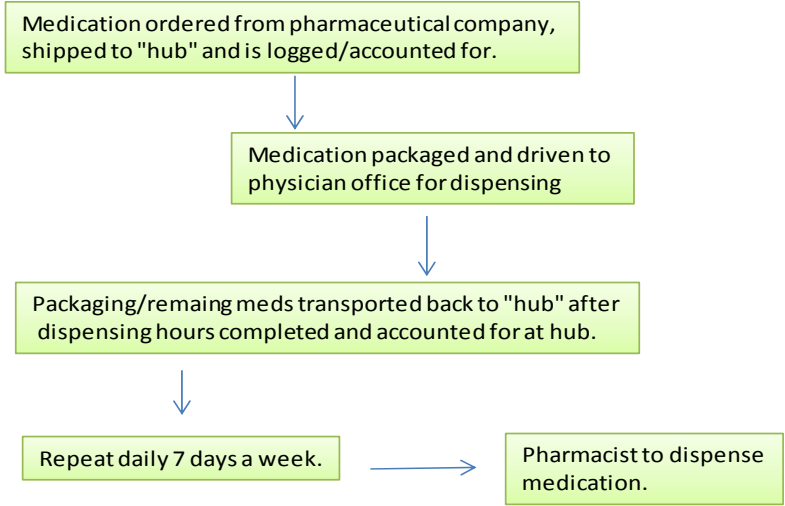 Medication ordered from pharmaceutical company,
shipped to "hub" and is logged/accounted for.
Medication packaged and driven to
physician office for dispensing
Packaging/remaing meds transported back to "hub" after
dispensing hours completed and accounted for at hub.
Repeat daily 7 days a week.
Pharmacist to dispense
medication.